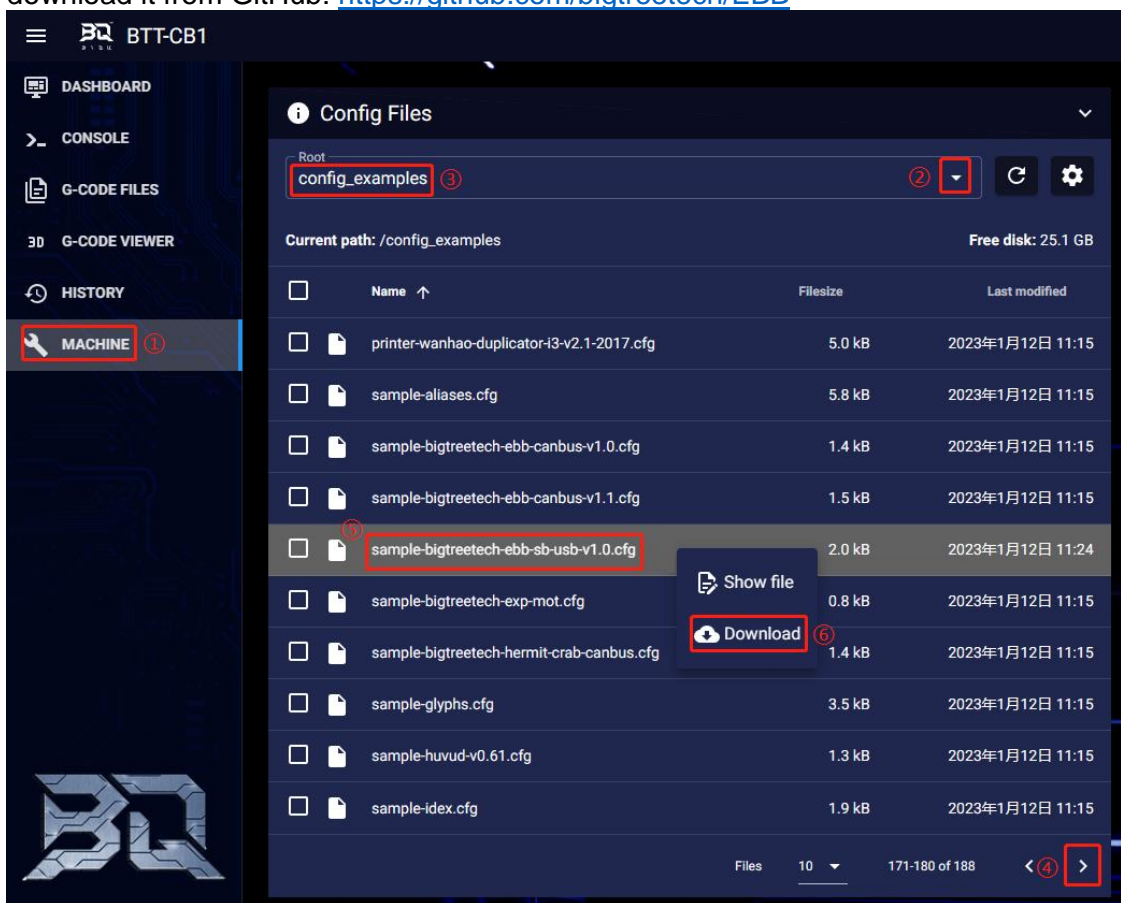 download it from GitHub: https://github.com/bigtreetech/EBB
BTT-CB1
DASHBOARD
CONSOLE
G-CODE FILES
3D G-CODE VIEWER
HISTORY
MACHINE ①
Config Files
Root
config_examples ③ ②
Current path: /config_examples Free disk: 25.1 GB
Name Filesize Last modified
printer-wanhao-duplicator-i3-v2.1-2017.cfg 5.0 kB 2023年1月12日 11:15
sample-aliases.cfg 5.8 kB 2023年1月12日 11:15
sample-bigtreetech-ebb-canbus-v1.0.cfg 1.4 kB 2023年1月12日 11:15
sample-bigtreetech-ebb-canbus-v1.1.cfg 1.5 kB 2023年1月12日 11:15
⑤ sample-bigtreetech-ebb-sb-usb-v1.0.cfg 2.0 kB 2023年1月12日 11:24
Show file
sample-bigtreetech-exp-mot.cfg 0.8 kB 2023年1月12日 11:15
Download ⑥
sample-bigtreetech-hermit-crab-canbus.cfg 1.4 kB 2023年1月12日 11:15
sample-glyphs.cfg 3.5 kB 2023年1月12日 11:15
sample-huvud-v0.61.cfg 1.3 kB 2023年1月12日 11:15
sample-idex.cfg 1.9 kB 2023年1月12日 11:15
Files 10 171-180 of 188 ④